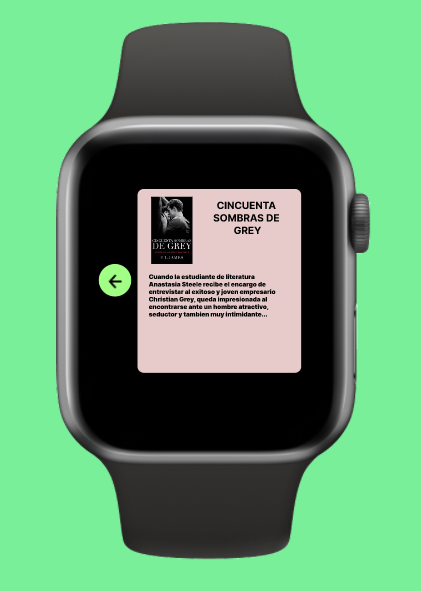 CINCUENTA
SOMBRAS DE
GREY
CINCUENTA SOMBRAS
DE GREY
E L JAMES
Cuando la estudiante de literatura
Anastasia Steele recibe el encargo de
entrevistar al exitoso y joven empresario
Christian Grey, queda impresionada al
encontrarse ante un hombre atractivo,
seductor y tambien muy intimidante...